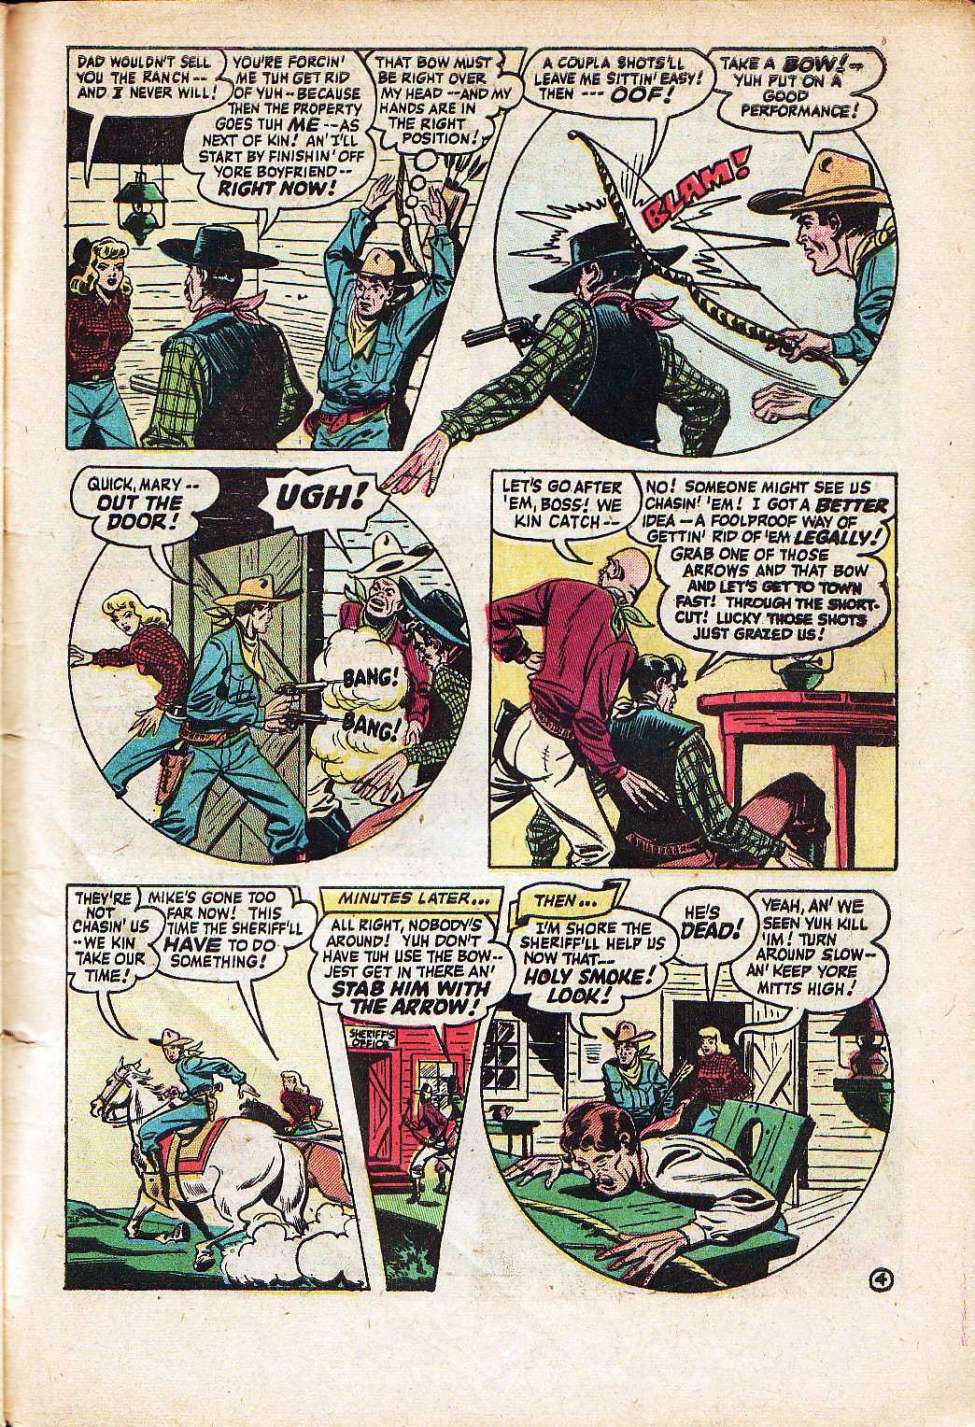 DAD WOULDN'T SELL
YOU THE RANCH--
AND I NEVER WILL!
YOU'RE FORCIN'
ME TUH GET RID
OF YUH--BECAUSE
THEN THE PROPERTY
GOES TUH ME--AS
NEXT OF KIN! AN' I'LL
START BY FINISHIN' OFF
YORE BOYFRIEND--
RIGHT NOW!
THAT BOW MUST
BE RIGHT OVER
MY HEAD--AND MY
HANDS ARE IN
THE RIGHT
POSITION!
A COUPLA SHOTS'LL
LEAVE ME SITTIN' EASY!
THEN --- OOF!
TAKE A BOW!--
YUH PUT ON A
GOOD
PERFORMANCE!
BLAM!
QUICK, MARY--
OUT THE
DOOR!
UGH!
BANG!
BANG!
LET'S GO AFTER
'EM, BOSS! WE
KIN CATCH--
NO! SOMEONE MIGHT SEE US
CHASIN' 'EM! I GOT A BETTER
IDEA--A FOOLPROOF WAY OF
GETTIN' RID OF 'EM LEGALLY!
GRAB ONE OF THOSE
ARROWS AND THAT BOW
AND LET'S GET TO TOWN
FAST! THROUGH THE SHORT-
CUT! LUCKY THOSE SHOTS
JUST GRAZED US!
THEY'RE
NOT
CHASIN' US
--WE KIN
TAKE OUR
TIME!
MIKE'S GONE TOO
FAR NOW! THIS
TIME THE SHERIFF'LL
HAVE TO DO
SOMETHING!
MINUTES LATER...
ALL RIGHT, NOBODY'S
AROUND! YUH DON'T
HAVE TUH USE THE BOW--
JEST GET IN THERE AN'
STAB HIM WITH
THE ARROW!
SHERIFF'S
OFFICE
THEN...
I'M SHORE THE
SHERIFF'LL HELP US
NOW THAT--
HOLY SMOKE!
LOOK!
HE'S
DEAD!
YEAH, AN' WE
SEEN YUH KILL
'IM! TURN
AROUND SLOW--
AN' KEEP YORE
MITTS HIGH!
4